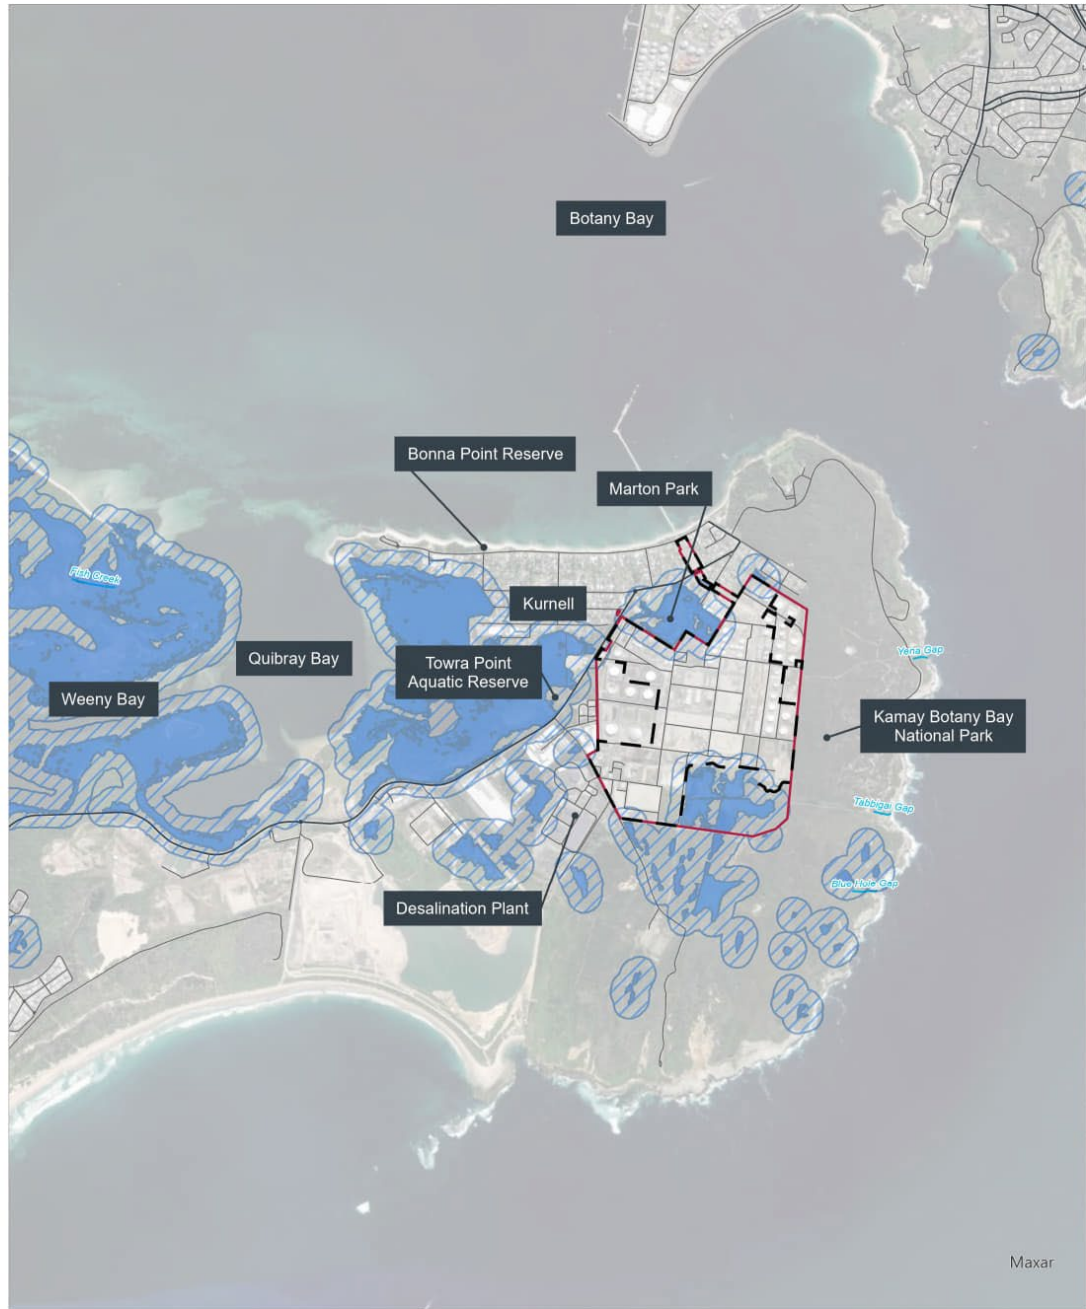 Botany Bay
Bonna Point Reserve
Marton Park
Fish Creek
Kurnell
Quibray Bay
Towra Point
Aquatic Reserve
Yena Gap
Weeny Bay
Kamay Botany Bay
National Park
Tabbigai Gap
Blue Hole Gap
Desalination Plant
Maxar